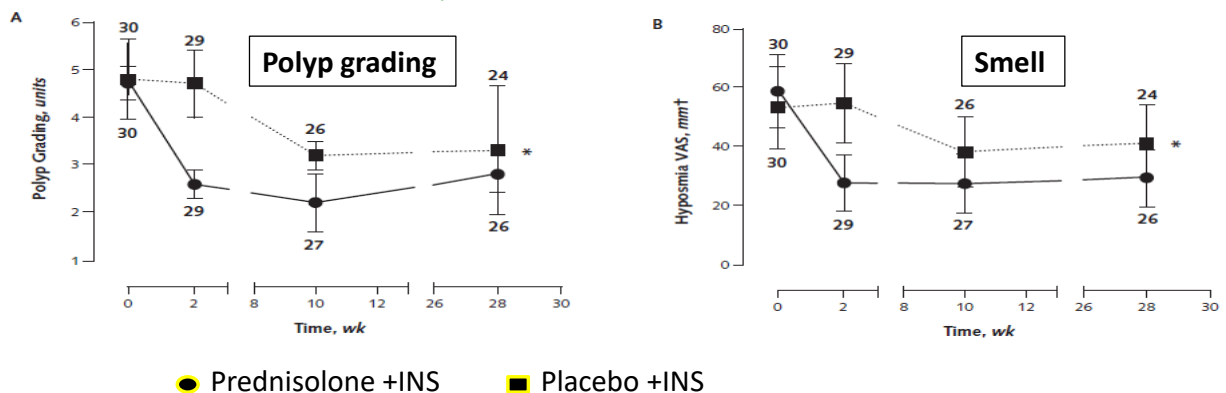 A
Polyp grading
Polyp Grading, units
6
5
4
3
2
1
30
30
29
29
26
27
24
26
*
0 2 8 10 12 26 28 30
Time, wk
B
Smell
Hyposmia VAS, mm†
80
60
40
20
0
30
30
29
29
26
27
24
26
*
0 2 8 10 12 26 28 30
Time, wk
Prednisolone +INS
Placebo +INS